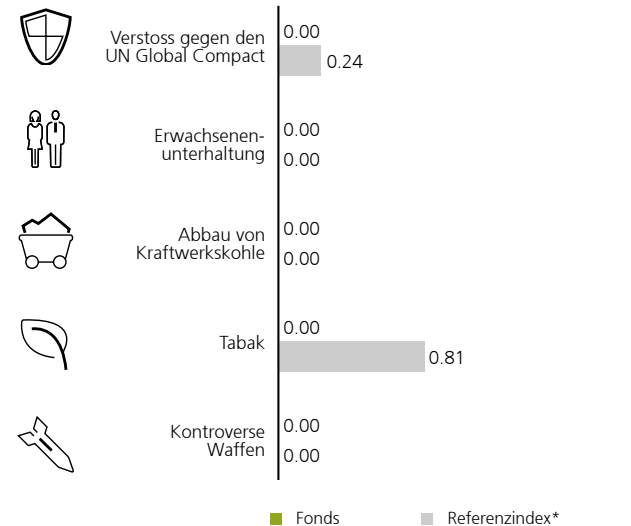 Verstoss gegen den
UN Global Compact
0.00
0.24
Erwachsenen-
unterhaltung
0.00
0.00
Abbau von
Kraftwerkskohle
0.00
0.00
Tabak
0.00
0.81
Kontroverse
Waffen
0.00
0.00
Fonds
Referenzindex*